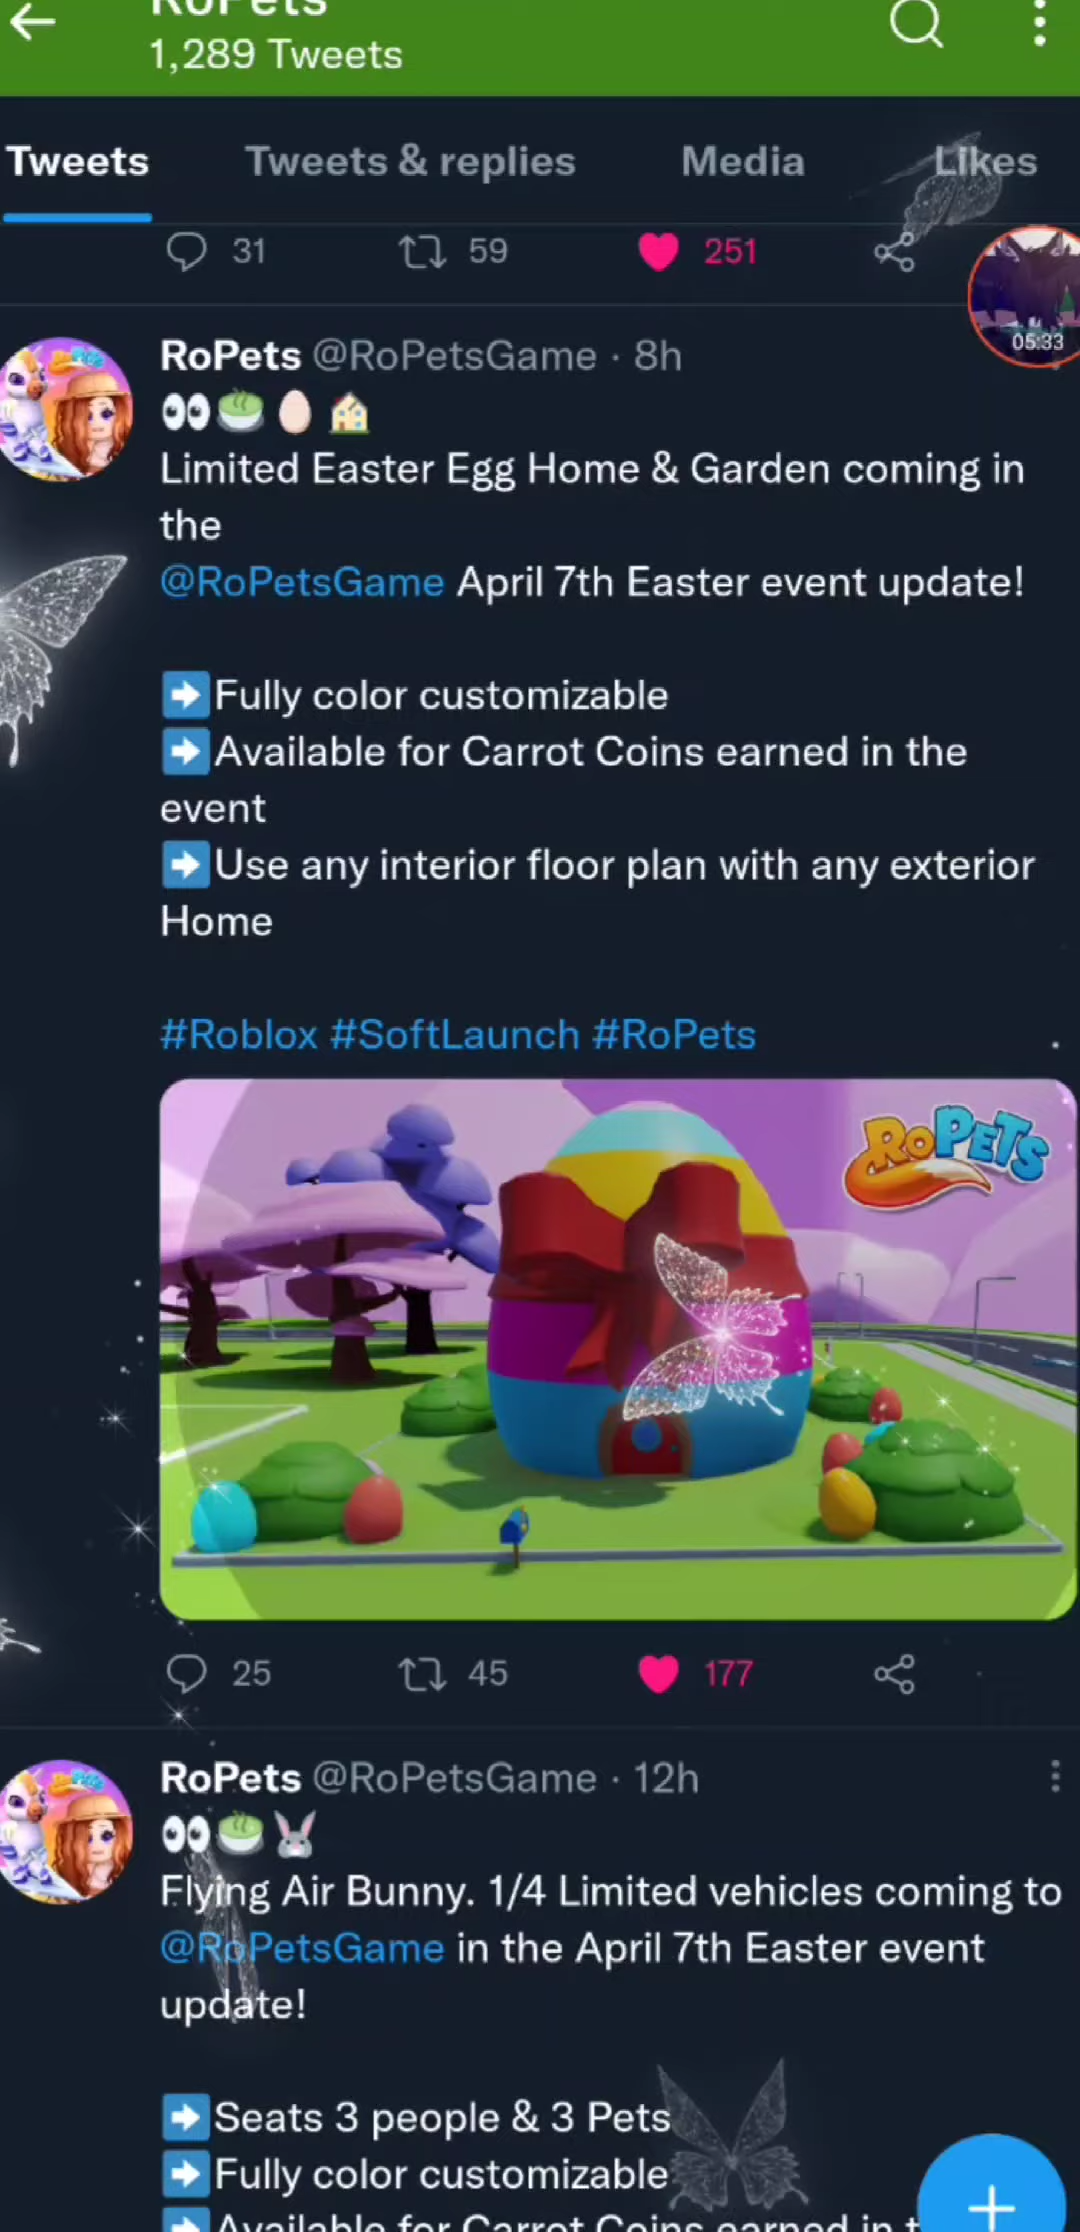 RoPets
1,289 Tweets
Tweets Tweets & replies Media Likes
31 59 251
05:33
RoPets @RoPetsGame · 8h
👀🍵🥚🏠
Limited Easter Egg Home & Garden coming in
the
@RoPetsGame April 7th Easter event update!
➡Fully color customizable
➡Available for Carrot Coins earned in the
event
➡Use any interior floor plan with any exterior
Home
#Roblox #SoftLaunch #RoPets
RoPETS
25 45 177
RoPets @RoPetsGame · 12h
👀🍵🐰
Flying Air Bunny. 1/4 Limited vehicles coming to
@RoPetsGame in the April 7th Easter event
update!
➡Seats 3 people & 3 Pets
➡Fully color customizable
➡Available for Carrot Coins earned in t